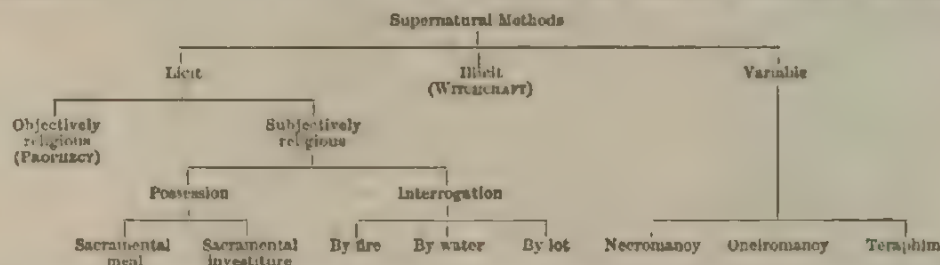 Supernatural Methods
Licit Illicit Variable
(WITCHCRAFT)
Objectively Subjectively
religious religious
(PROPHECY)
Possession Interrogation
Sacramental Sacramental By fire By water By lot Necromancy Oneiromancy Teraphim
meal investiture